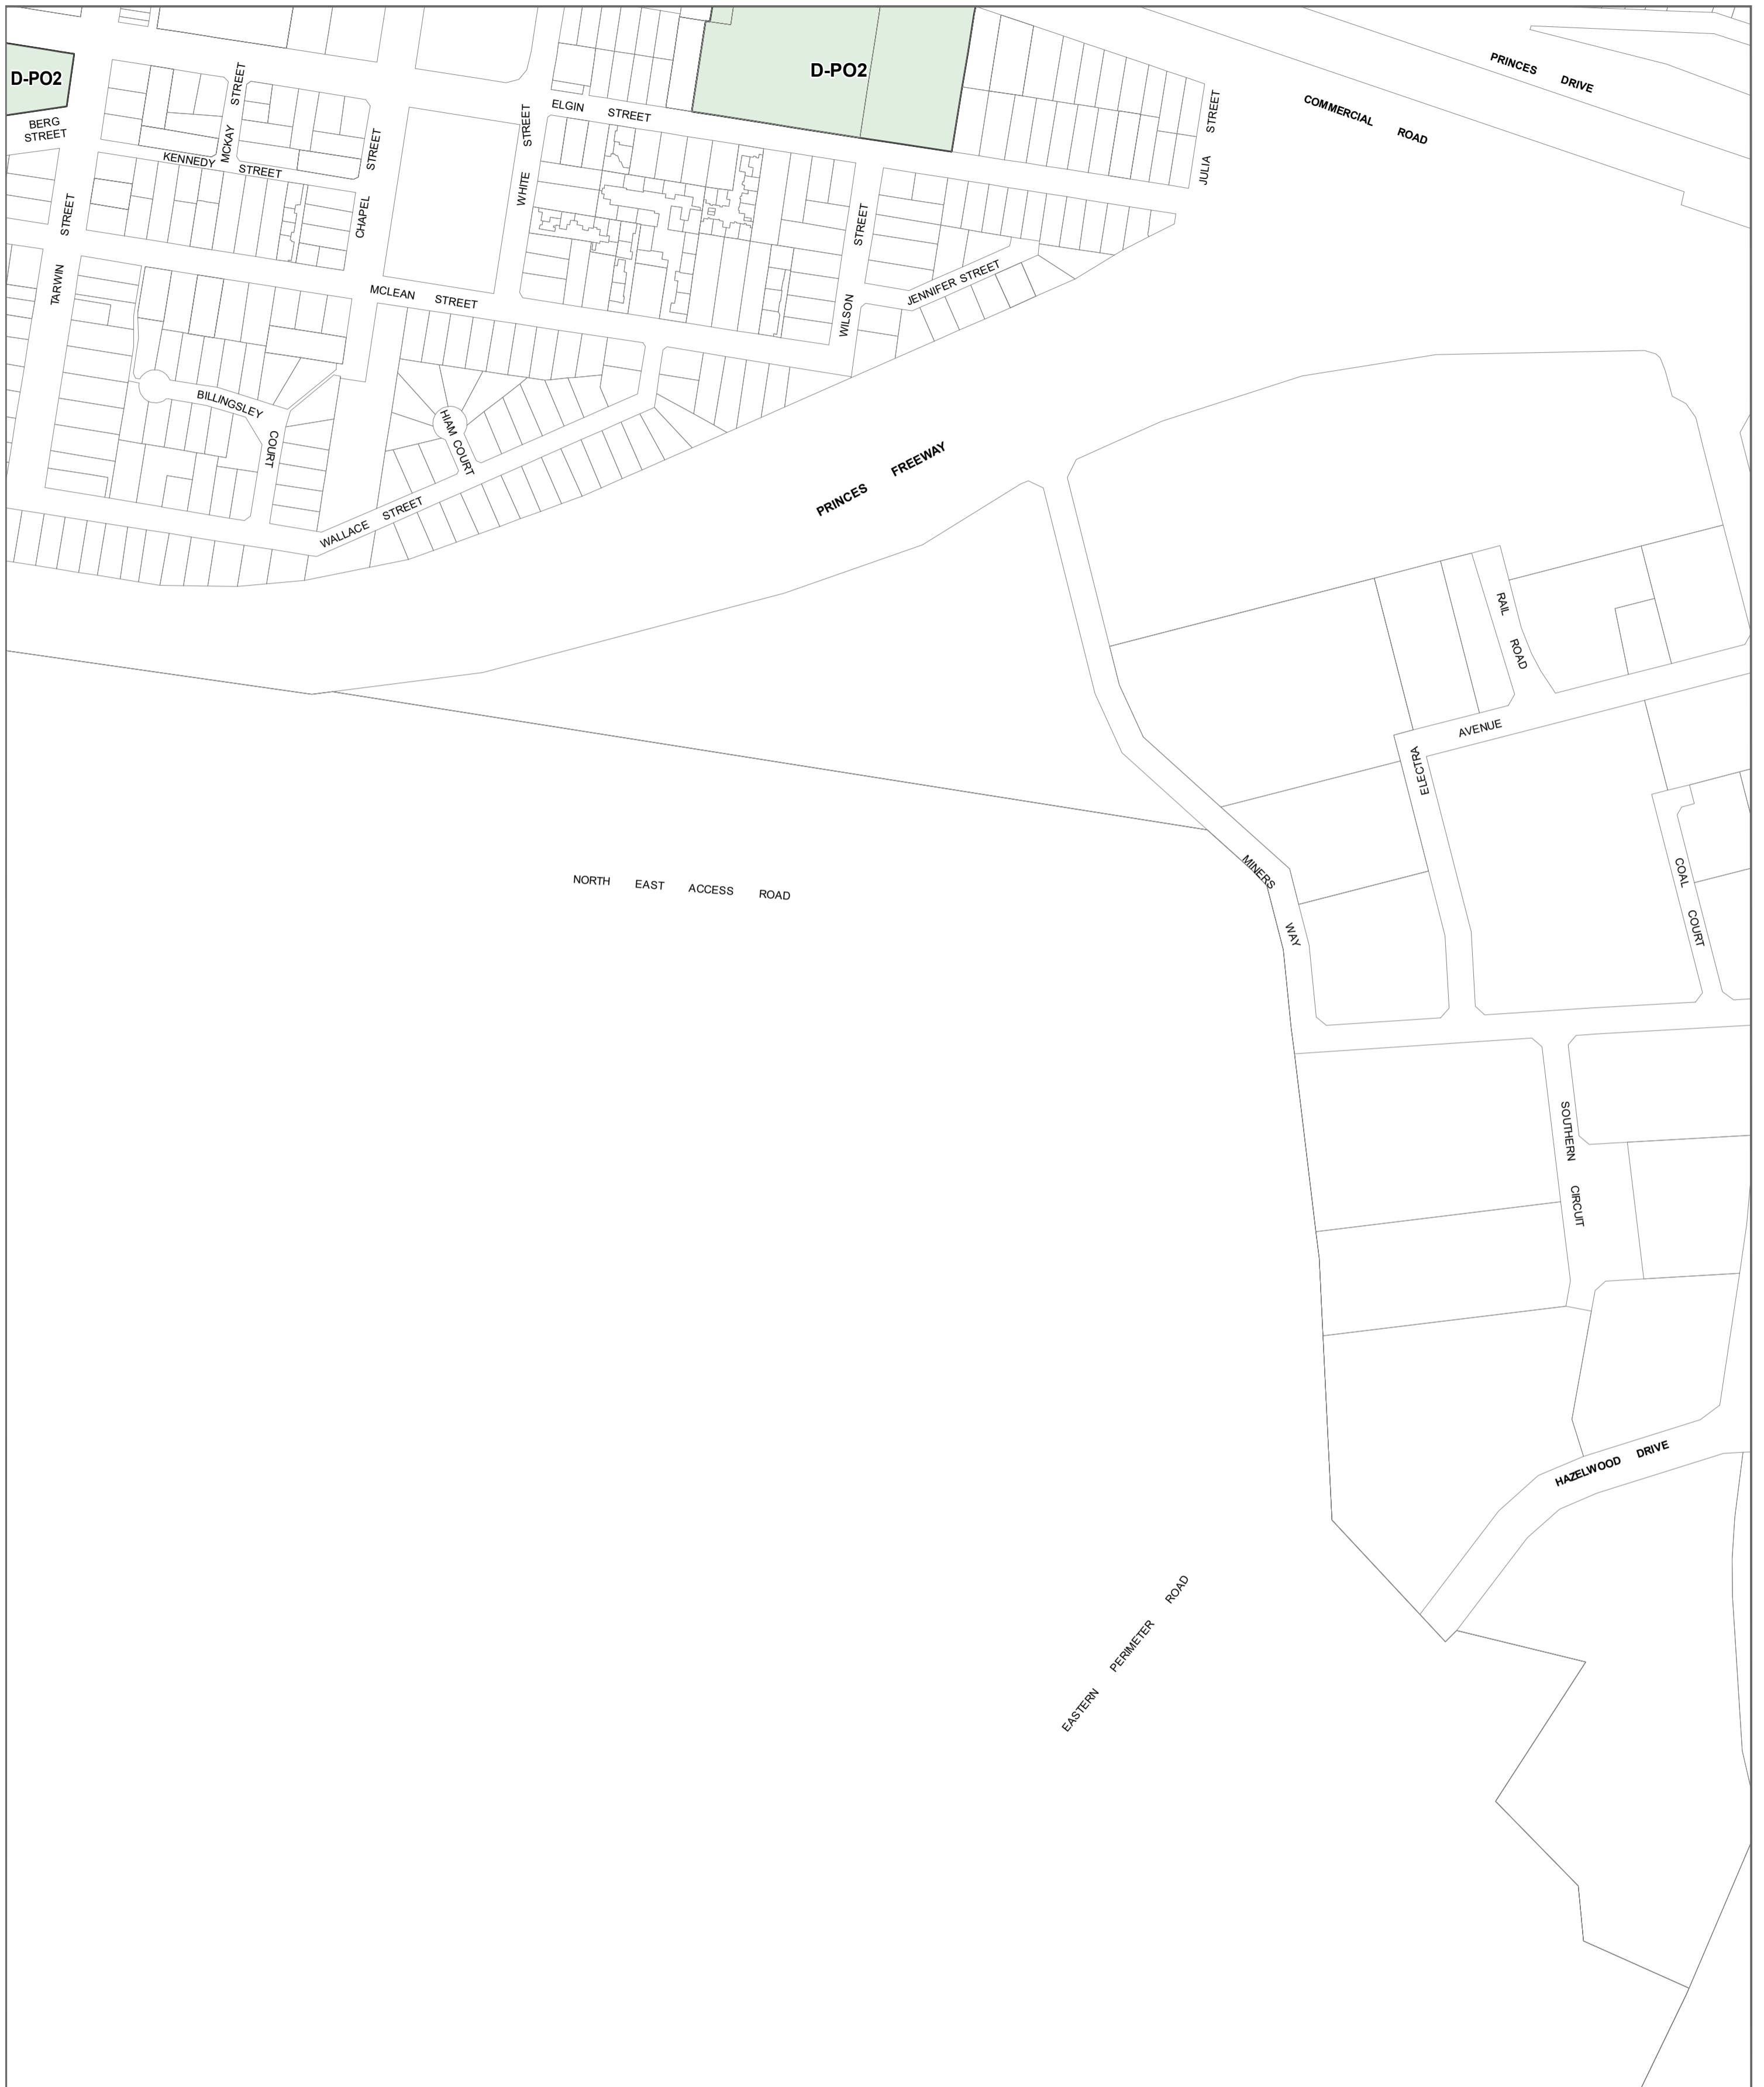 PRINCES DRIVE
D-PO2
D-PO2
COMMERCIAL ROAD
ELGIN STREET
BERG
STREET
MCKAY STREET
KENNEDY STREET
CHAPEL STREET
WHITE STREET
JULIA STREET
TARWIN STREET
WILSON STREET
JENNIFER STREET
MCLEAN STREET
BILLINGSLEY
COURT
HIAM COURT
WALLACE STREET
PRINCES FREEWAY
RAIL ROAD
ELECTRA AVENUE
MINERS WAY
COAL COURT
NORTH EAST ACCESS ROAD
SOUTHERN CIRCUIT
HAZELWOOD DRIVE
EASTERN PERIMETER ROAD